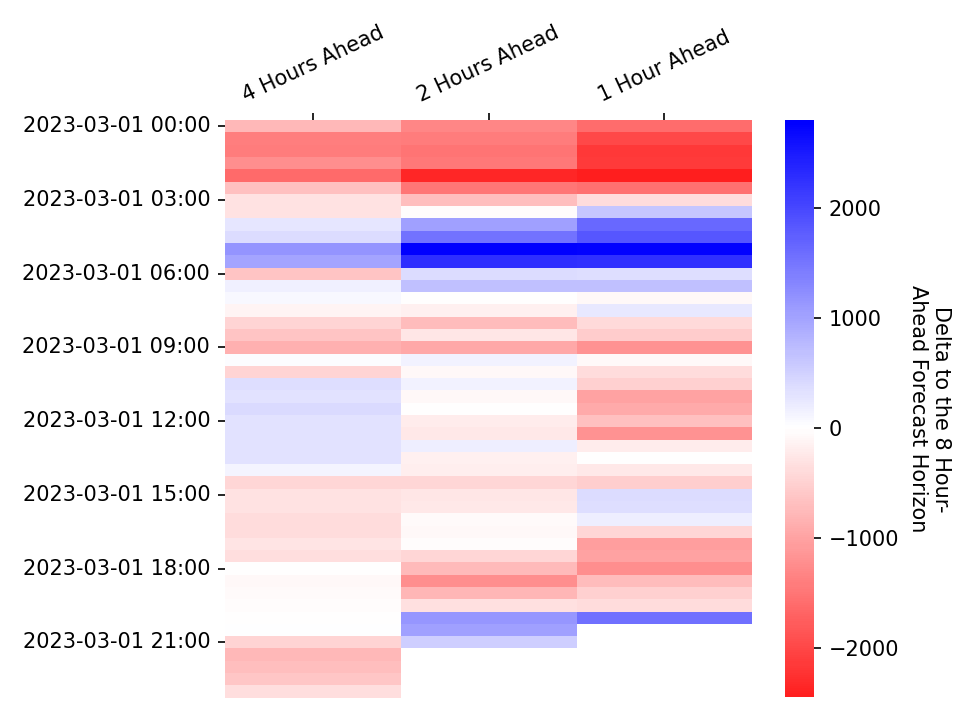 4 Hours Ahead
2 Hours Ahead
1 Hour Ahead
2023-03-01 00:00
2023-03-01 03:00
2023-03-01 06:00
2023-03-01 09:00
2023-03-01 12:00
2023-03-01 15:00
2023-03-01 18:00
2023-03-01 21:00
2000
1000
0
−1000
−2000
Delta to the 8 Hour-
Ahead Forecast Horizon